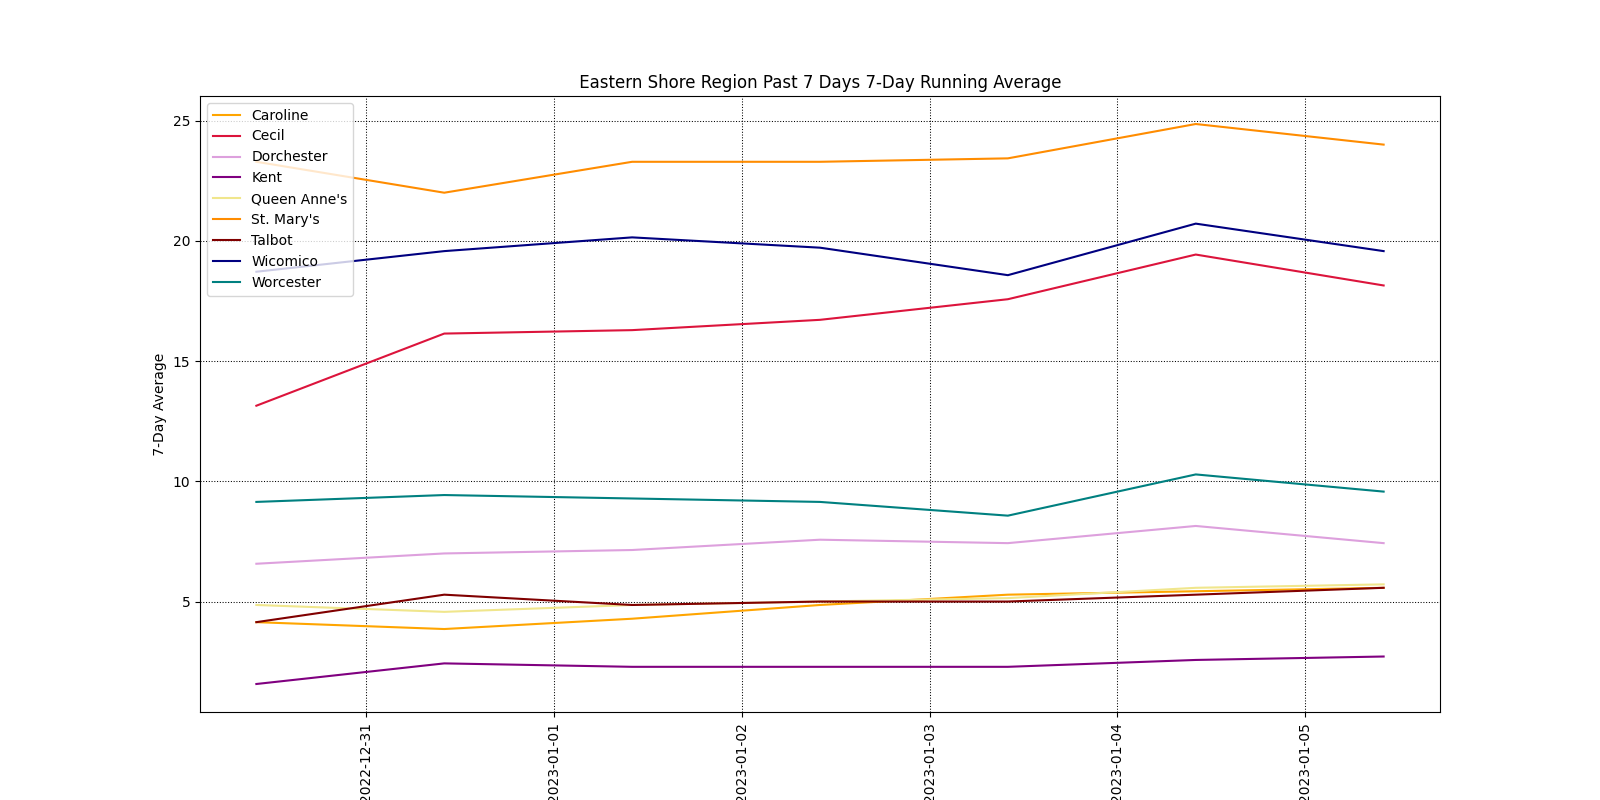 Eastern Shore Region Past 7 Days 7-Day Running Average
Caroline
Cecil
Dorchester
Kent
Queen Anne's
St. Mary's
Talbot
Wicomico
Worcester
25
20
15
10
5
7-Day Average
2022-12-31
2023-01-01
2023-01-02
2023-01-03
2023-01-04
2023-01-05